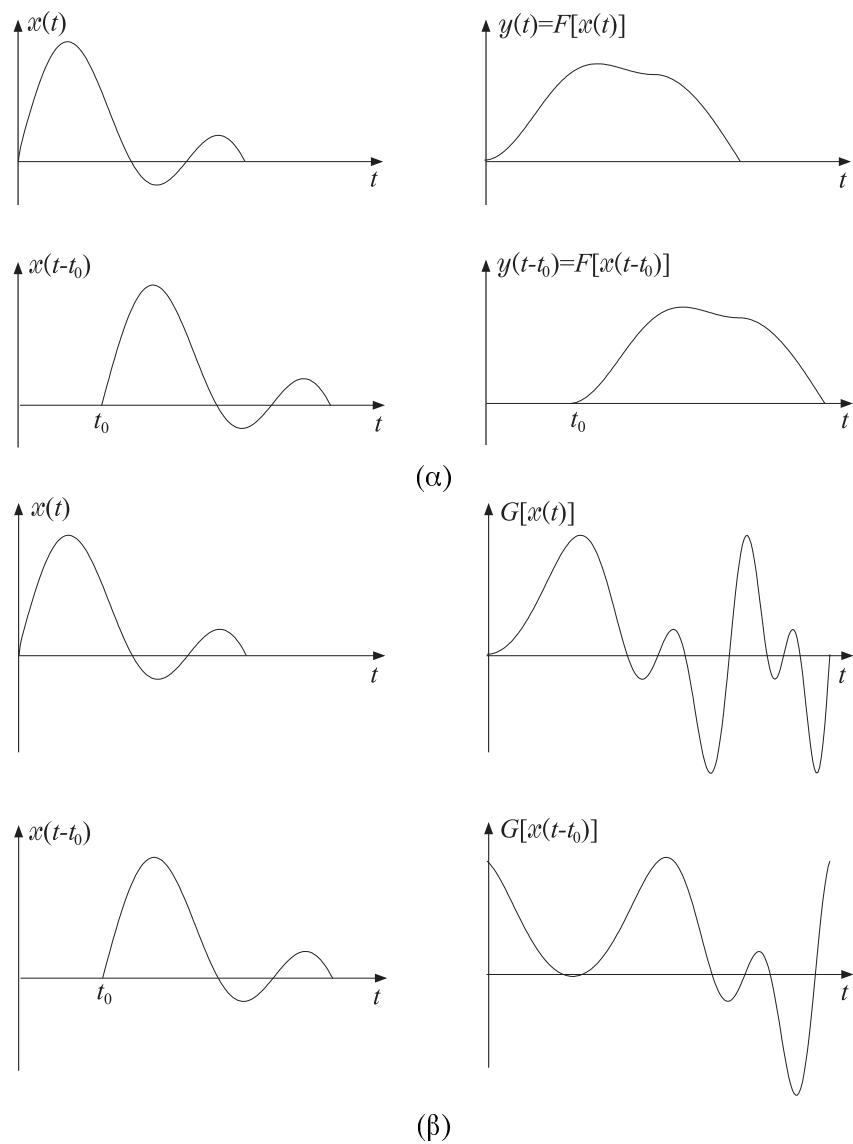 x(t)
y(t)=F[x(t)]
t
t
x(t-t₀)
y(t-t₀)=F[x(t-t₀)]
t₀
t
t₀
t
(α)
x(t)
G[x(t)]
t
t
x(t-t₀)
G[x(t-t₀)]
t₀
t
t
(β)